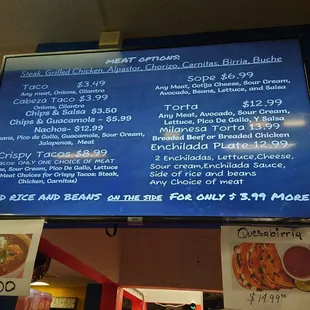 MEAT OPTIONS:
Steak, Grilled Chicken, Alpastor, Chorizo, Carnitas, Birria, Buche
Taco $3.49
Any meat, Onions, Cilantro
Cabeza Taco $3.99
Onions, Cilantro
Chips & Salsa $3.50
Chips & Guacamole - $5.99
Nachos- $12.99
Beans, Pico de Gallo, Guacamole, Sour Cream,
Jalapenos, Meat
Crispy Tacos $8.99
Tacos: ONLY ONE CHOICE OF MEAT
Sour Cream, Pico De Gallo, Lettuce
Meat Choices for Crispy Tacos: Steak,
Chicken, Carnitas)
Sope $6.99
Any Meat, Cotija Cheese, Sour Cream,
Avocado, Beans, Lettuce, and Salsa
Torta $12.99
Any Meat, Avocado, Sour Cream,
Lettuce, Pico De Gallo, Y Salsa
Milanesa Torta 13.99
Breaded Beef or Breaded Chicken
Enchilada Plate 12.99
2 Enchiladas, Lettuce, Cheese,
Sour cream, Enchilada Sauce,
Side of rice and beans
Any Choice of meat
RICE AND BEANS ON THE SIDE FOR ONLY $ 3.99 MORE
Quesabirria
$14.99